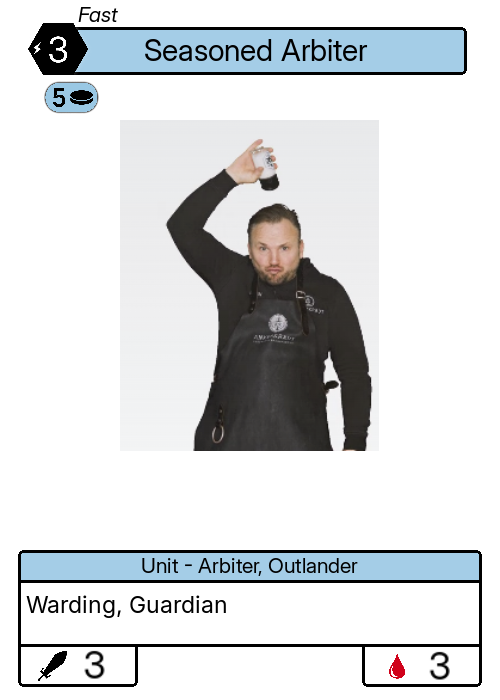 Fast
3
Seasoned Arbiter
5
Unit - Arbiter, Outlander
Warding, Guardian
3
3